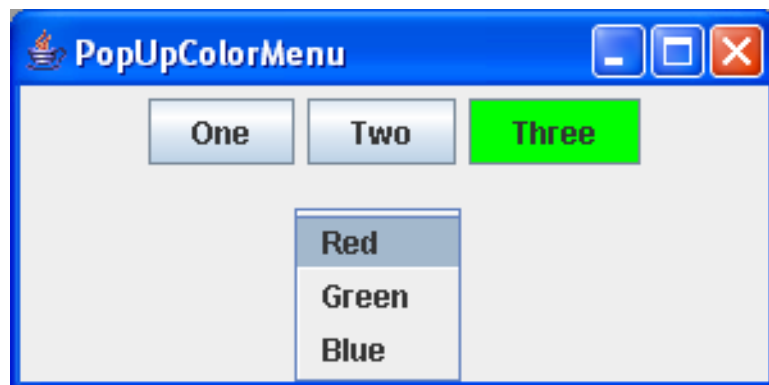 PopUpColorMenu
One Two Three
Red
Green
Blue